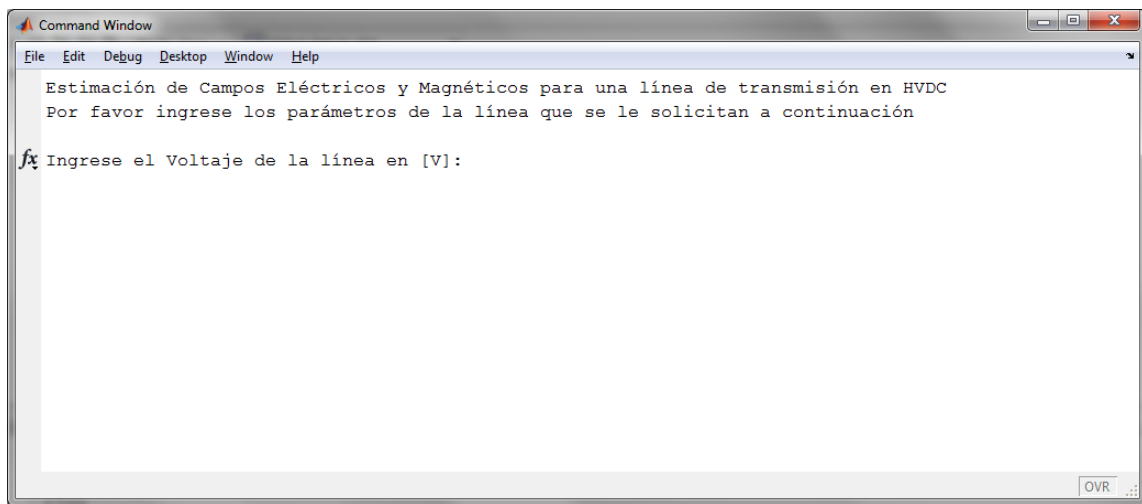 Command Window
File Edit Debug Desktop Window Help
Estimación de Campos Eléctricos y Magnéticos para una línea de transmisión en HVDC
Por favor ingrese los parámetros de la línea que se le solicitan a continuación
fx Ingrese el Voltaje de la línea en [V]:
OVR